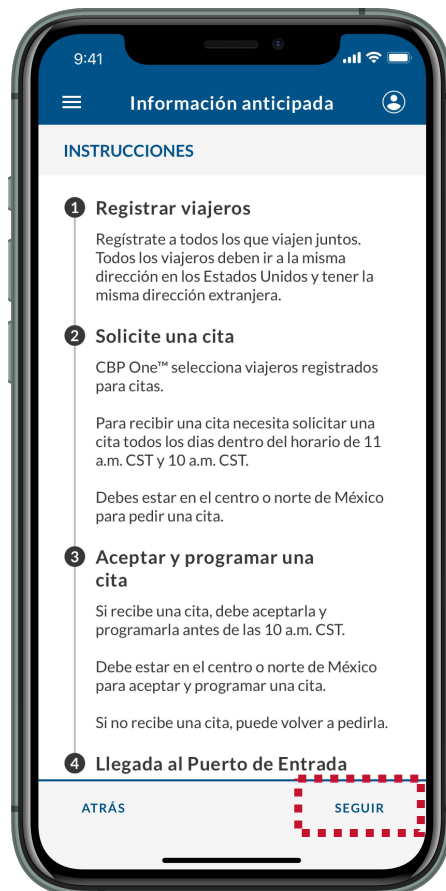 9:41
Información anticipada
INSTRUCCIONES
1 Registrar viajeros
Regístrate a todos los que viajen juntos.
Todos los viajeros deben ir a la misma
dirección en los Estados Unidos y tener la
misma dirección extranjera.
2 Solicite una cita
CBP One™ selecciona viajeros registrados
para citas.
Para recibir una cita necesita solicitar una
cita todos los dias dentro del horario de 11
a.m. CST y 10 a.m. CST.
Debes estar en el centro o norte de México
para pedir una cita.
3 Aceptar y programar una
cita
Si recibe una cita, debe aceptarla y
programarla antes de las 10 a.m. CST.
Debe estar en el centro o norte de México
para aceptar y programar una cita.
Si no recibe una cita, puede volver a pedirla.
4 Llegada al Puerto de Entrada
ATRÁS SEGUIR